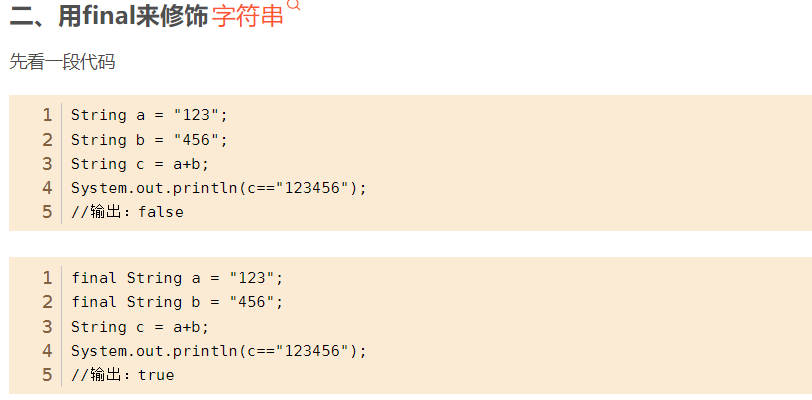 二、用final来修饰字符串
先看一段代码
1 String a = "123";
2 String b = "456";
3 String c = a+b;
4 System.out.println(c=="123456");
5 //输出：false
1 final String a = "123";
2 final String b = "456";
3 String c = a+b;
4 System.out.println(c=="123456");
5 //输出：true